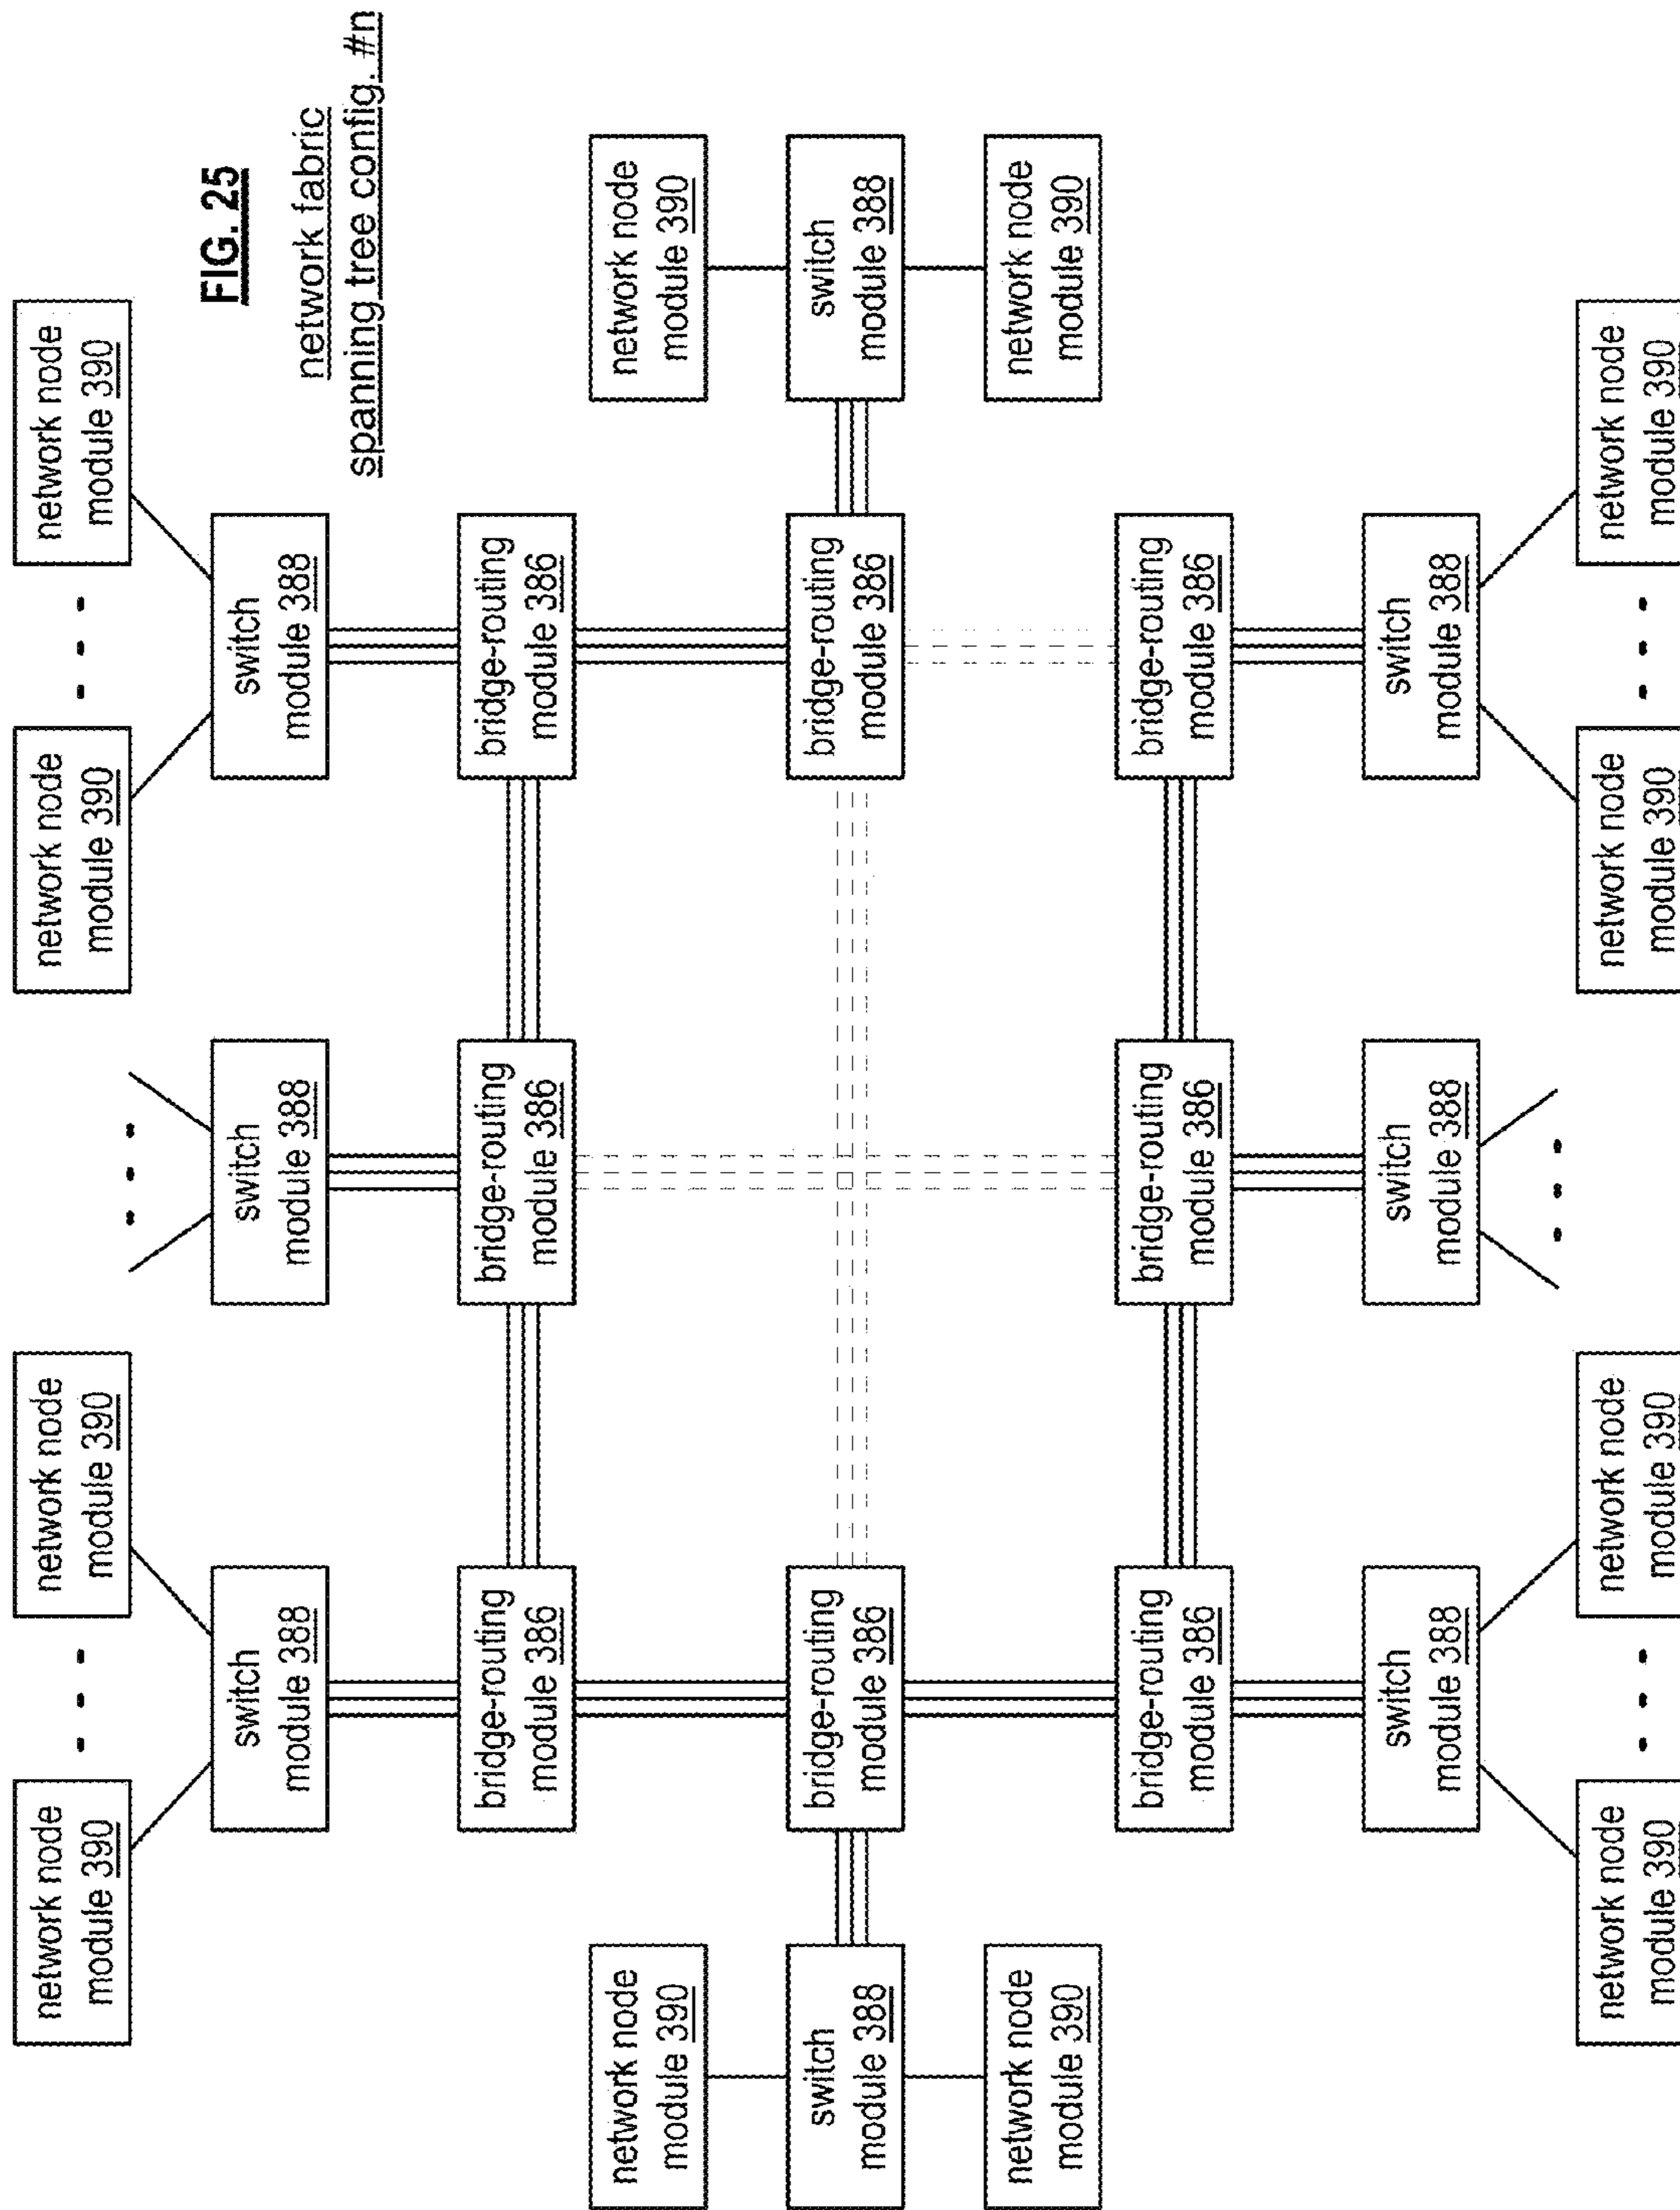 network node
module 390
network node
module 390
network node
module 390
network node
module 390
FIG. 25
network fabric
spanning tree config. #n
switch
module 388
switch
module 388
switch
module 388
bridge-routing
module 386
bridge-routing
module 386
bridge-routing
module 386
network node
module 390
network node
module 390
switch
module 388
bridge-routing
module 386
bridge-routing
module 386
switch
module 388
network node
module 390
network node
module 390
bridge-routing
module 386
bridge-routing
module 386
bridge-routing
module 386
switch
module 388
switch
module 388
switch
module 388
network node
module 390
network node
module 390
network node
module 390
network node
module 390